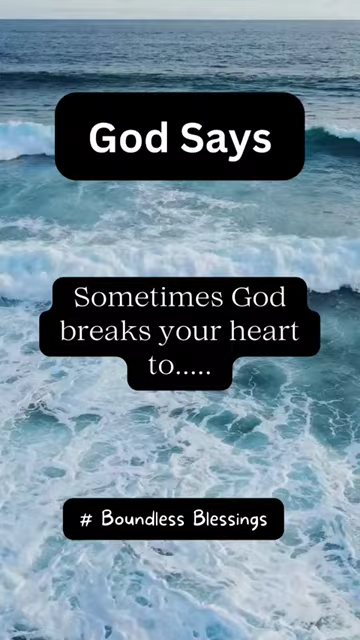 God Says
Sometimes God
breaks your heart
to.....
# Boundless Blessings